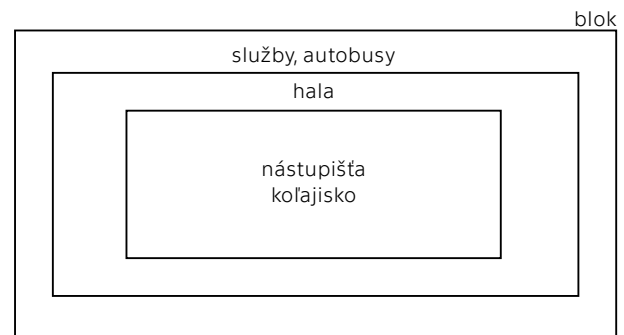 blok
služby, autobusy
hala
nástupišťa
koľajisko